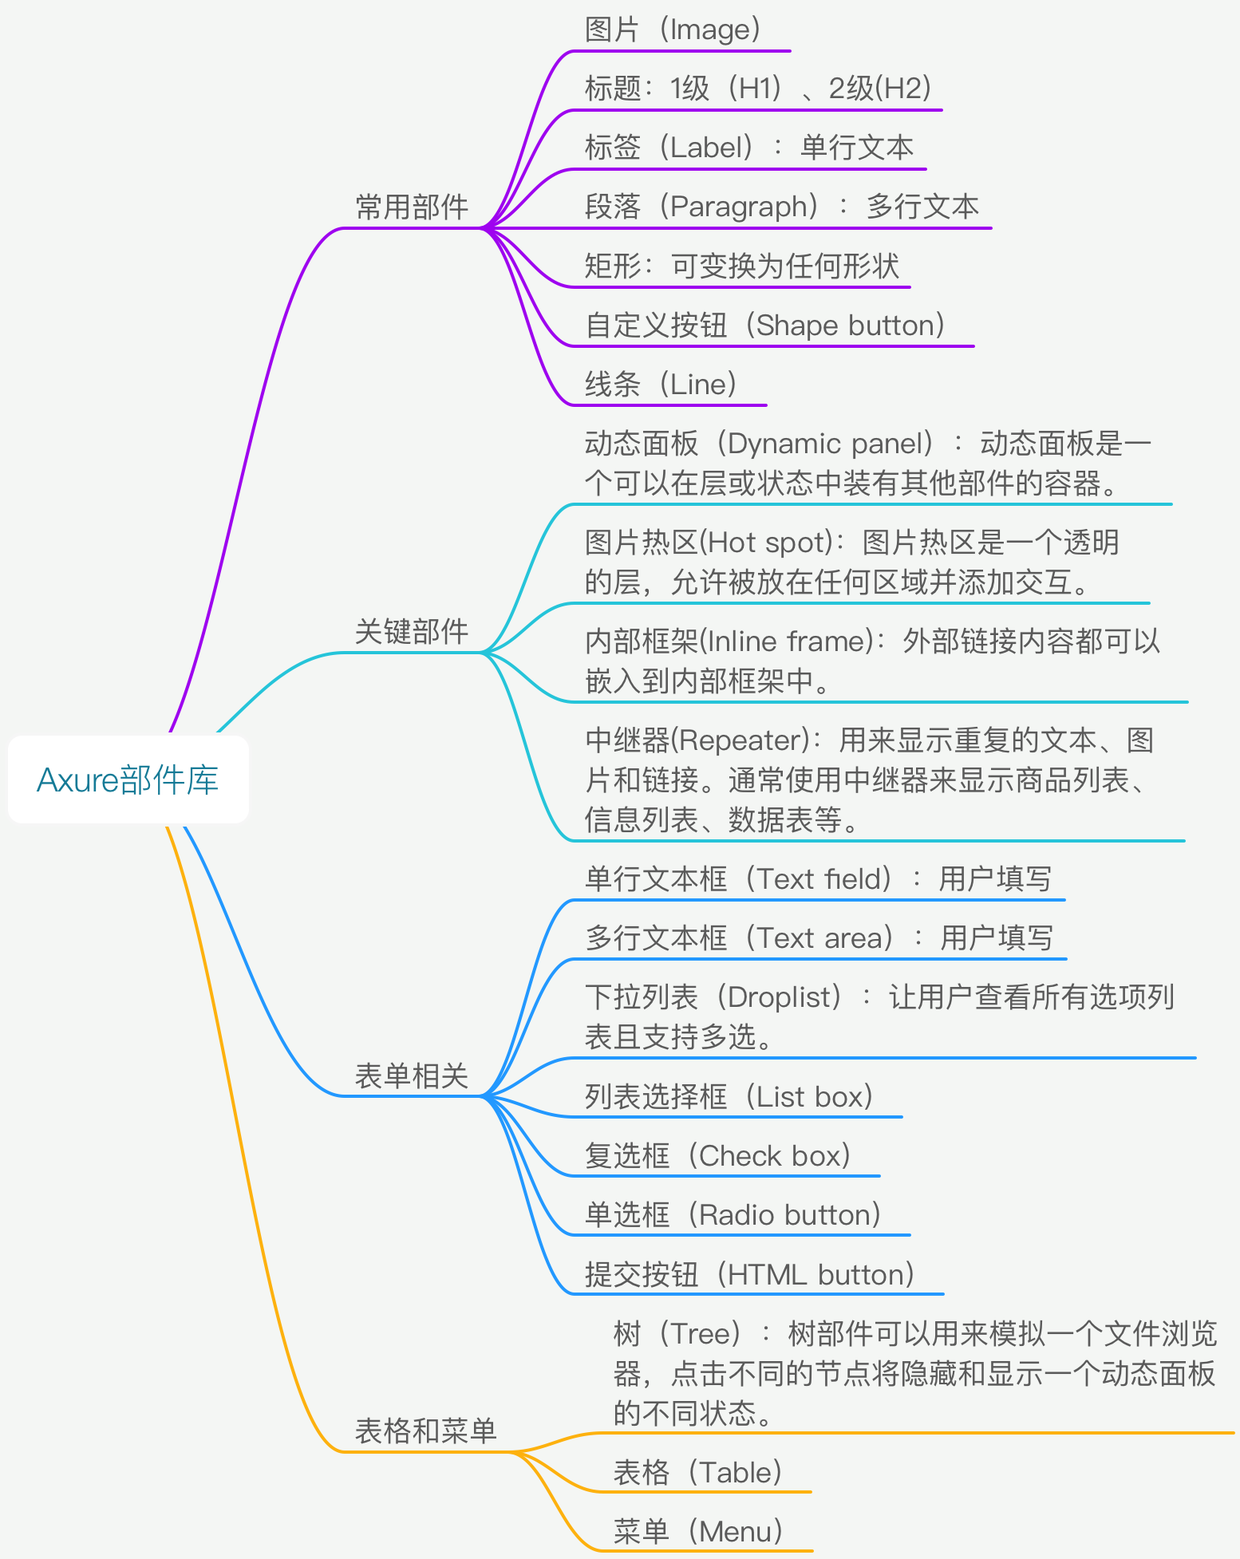 图片（Image）
标题：1级（H1）、2级(H2)
标签（Label）：单行文本
段落（Paragraph）：多行文本
常用部件
矩形：可变换为任何形状
自定义按钮（Shape button）
线条（Line）
动态面板（Dynamic panel）：动态面板是一
个可以在层或状态中装有其他部件的容器。
图片热区(Hot spot)：图片热区是一个透明
的层，允许被放在任何区域并添加交互。
关键部件
内部框架(Inline frame)：外部链接内容都可以
嵌入到内部框架中。
中继器(Repeater)：用来显示重复的文本、图
片和链接。通常使用中继器来显示商品列表、
信息列表、数据表等。
Axure部件库
单行文本框（Text field）：用户填写
多行文本框（Text area）：用户填写
下拉列表（Droplist）：让用户查看所有选项列
表且支持多选。
表单相关
列表选择框（List box）
复选框（Check box）
单选框（Radio button）
提交按钮（HTML button）
树（Tree）：树部件可以用来模拟一个文件浏览
器，点击不同的节点将隐藏和显示一个动态面板
的不同状态。
表格和菜单
表格（Table）
菜单（Menu）